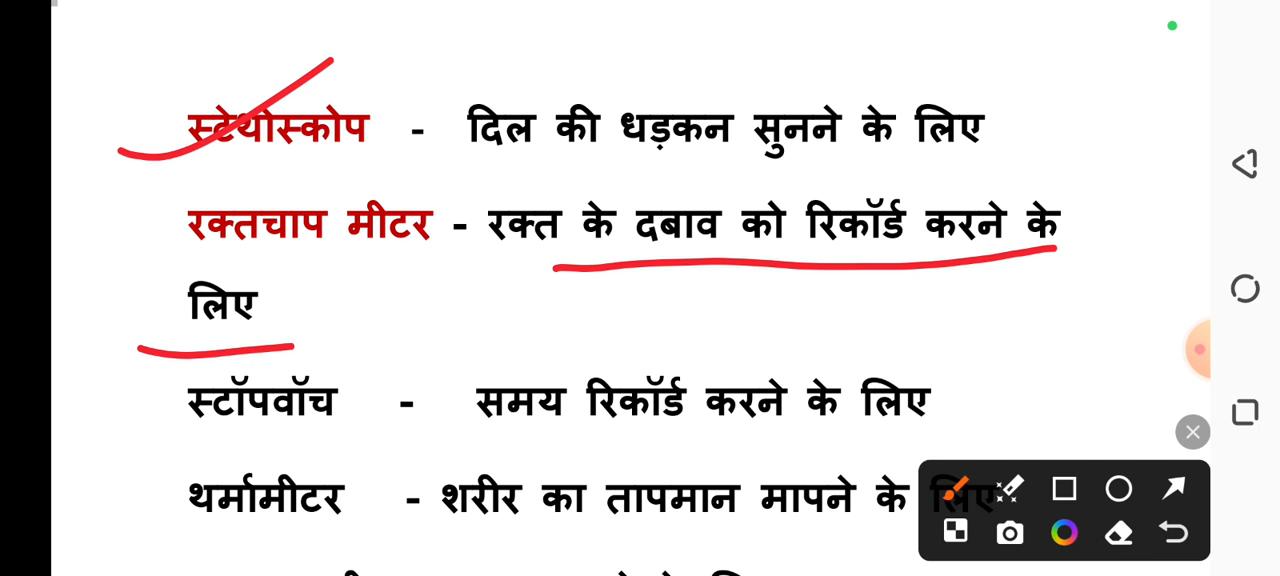 स्टेथोस्कोप - दिल की धड़कन सुनने के लिए
रक्तचाप मीटर - रक्त के दबाव को रिकॉर्ड करने के
लिए
स्टॉपवॉच - समय रिकॉर्ड करने के लिए
थर्मामीटर - शरीर का तापमान मापने के लिए